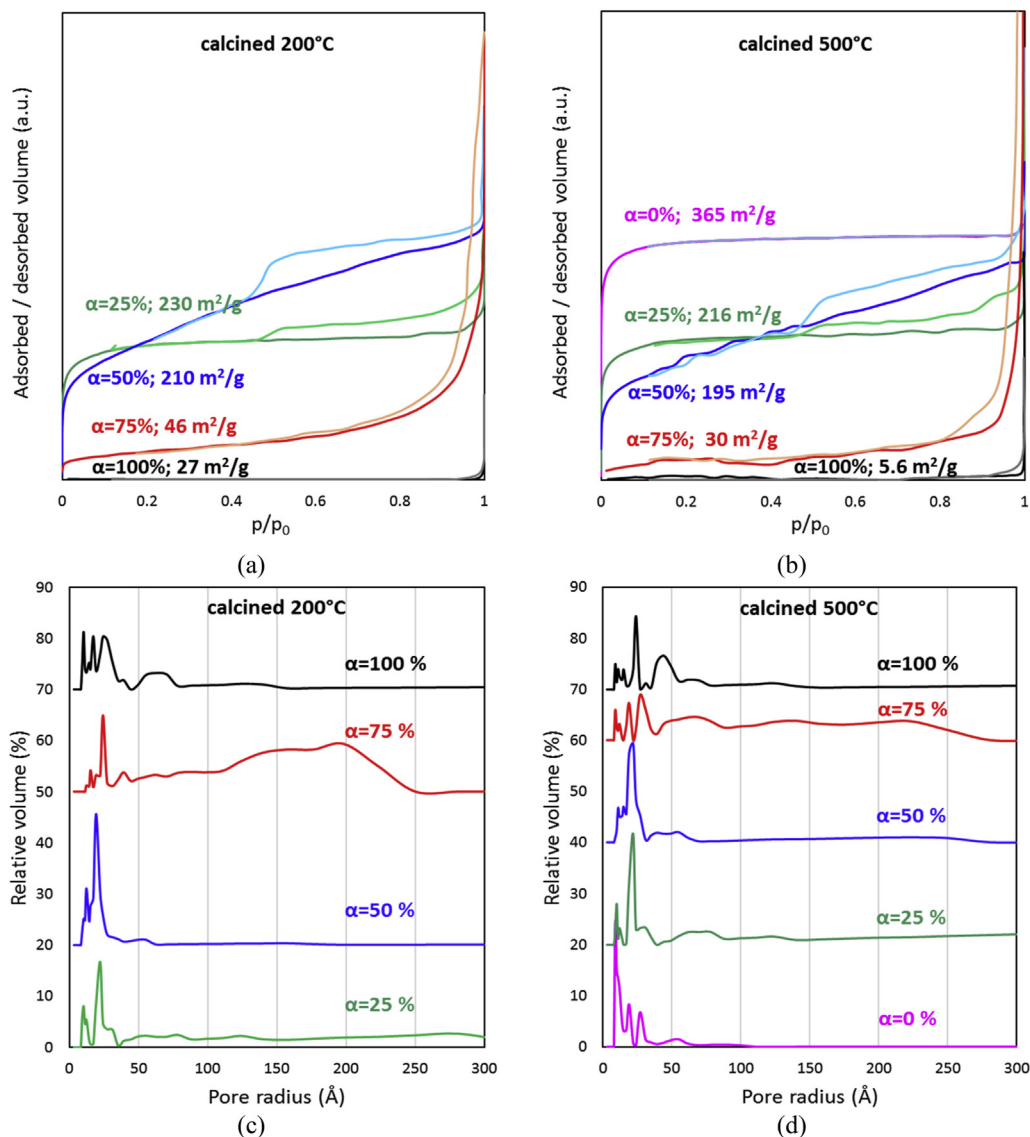 calcined 200°C
Adsorbed / desorbed volume (a.u.)
α=25%; 230 m²/g
α=50%; 210 m²/g
α=75%; 46 m²/g
α=100%; 27 m²/g
0 0.2 0.4 0.6 0.8 1
p/p₀
(a)
calcined 500°C
Adsorbed / desorbed volume (a.u.)
α=0%; 365 m²/g
α=25%; 216 m²/g
α=50%; 195 m²/g
α=75%; 30 m²/g
α=100%; 5.6 m²/g
0 0.2 0.4 0.6 0.8 1
p/p₀
(b)
calcined 200°C
Relative volume (%)
90
80
70
60
50
40
30
20
10
0
α=100 %
α=75 %
α=50 %
α=25 %
0 50 100 150 200 250 300
Pore radius (Å)
(c)
calcined 500°C
Relative volume (%)
90
80
70
60
50
40
30
20
10
0
α=100 %
α=75 %
α=50 %
α=25 %
α=0 %
0 50 100 150 200 250 300
Pore radius (Å)
(d)